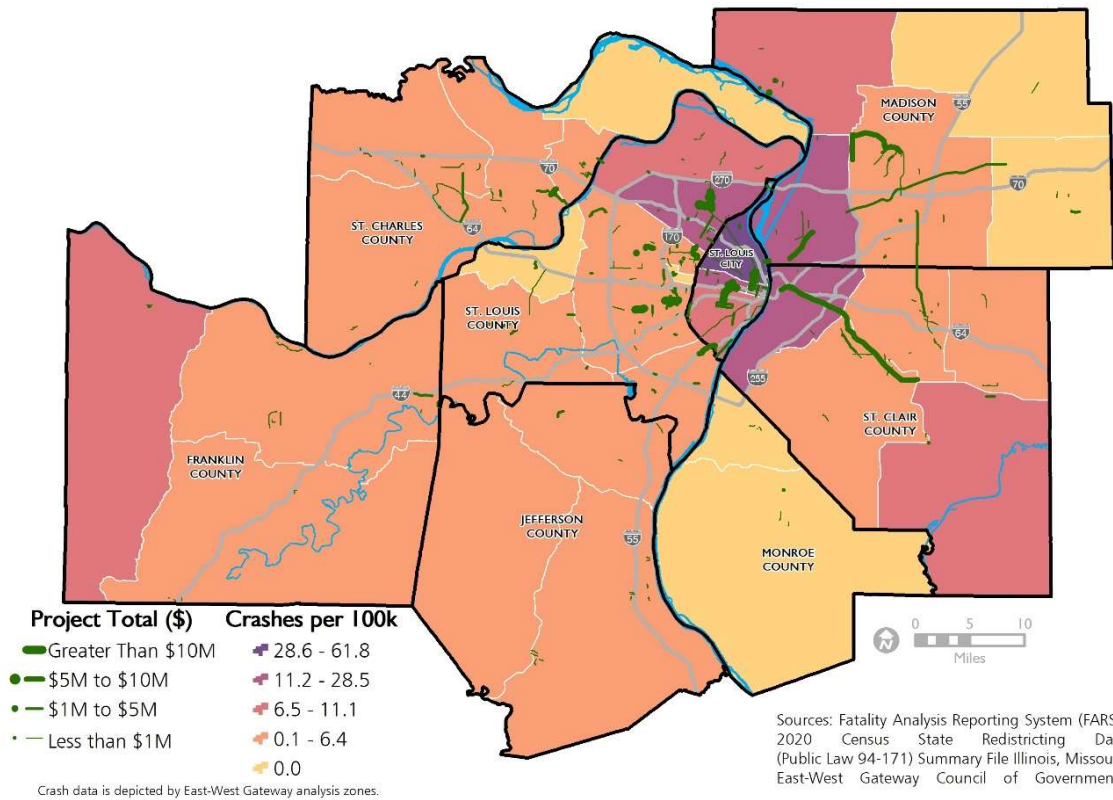 MADISON
COUNTY
55
70
70
270
ST. CHARLES
COUNTY
64
170
ST. LOUIS
CITY
ST. LOUIS
COUNTY
64
255
44
ST. CLAIR
COUNTY
FRANKLIN
COUNTY
JEFFERSON
COUNTY
55
MONROE
COUNTY
Project Total ($)
Greater Than $10M
$5M to $10M
$1M to $5M
Less than $1M
Crashes per 100k
28.6 - 61.8
11.2 - 28.5
6.5 - 11.1
0.1 - 6.4
0.0
N
0 5 10
Miles
Crash data is depicted by East-West Gateway analysis zones.
Sources: Fatality Analysis Reporting System (FARS
2020 Census State Redistricting Da
(Public Law 94-171) Summary File Illinois, Missou
East-West Gateway Council of Governmen